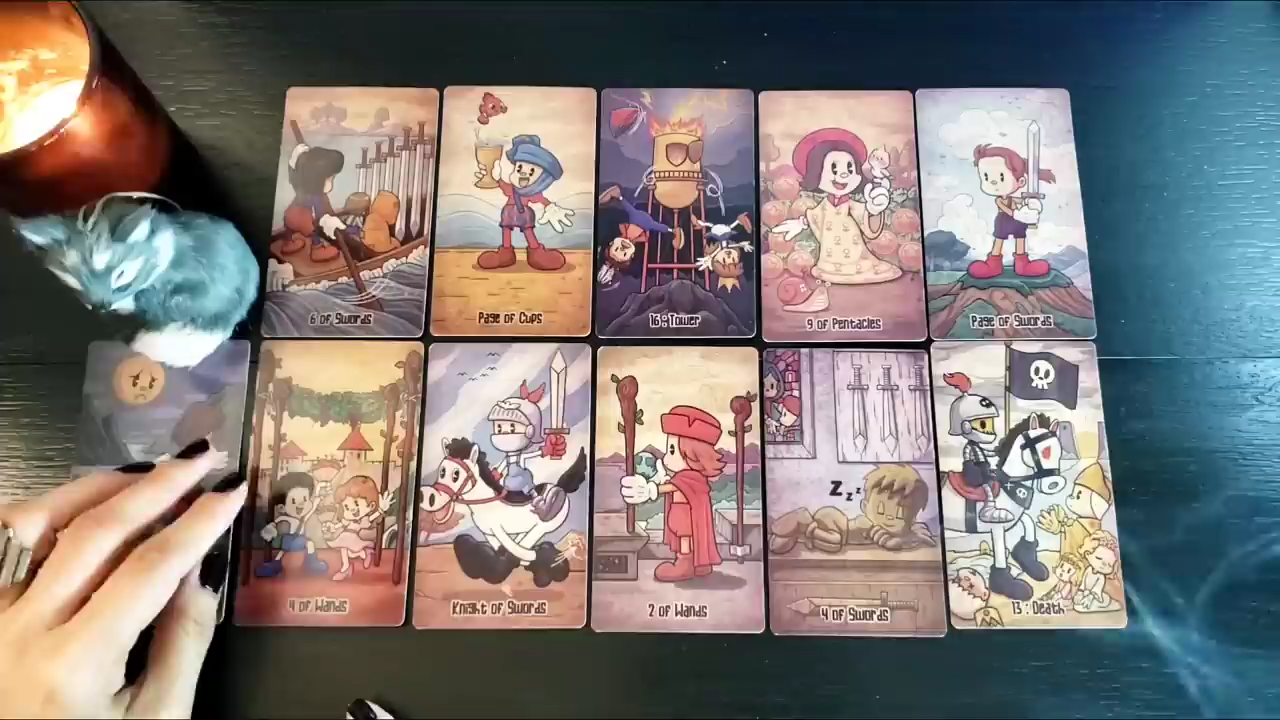 6 of Swords
Page of Cups
16 : Tower
9 of Pentacles
Page of Swords
4 of Wands
Knight of Swords
2 of Wands
Z z z
4 of Swords
13 : Death